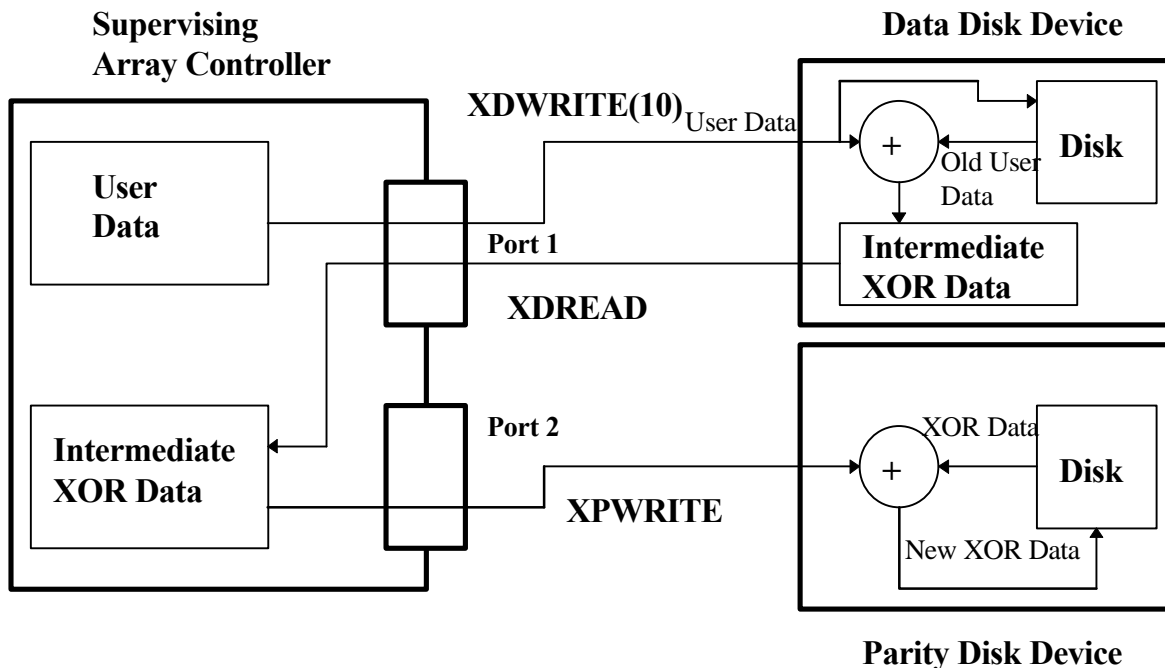 Supervising
Array Controller
Data Disk Device
XDWRITE(10)
User Data
User
Data
+
Old User
Data
Disk
Port 1
Intermediate
XOR Data
XDREAD
Intermediate
XOR Data
Port 2
XPWRITE
+
XOR Data
Disk
New XOR Data
Parity Disk Device